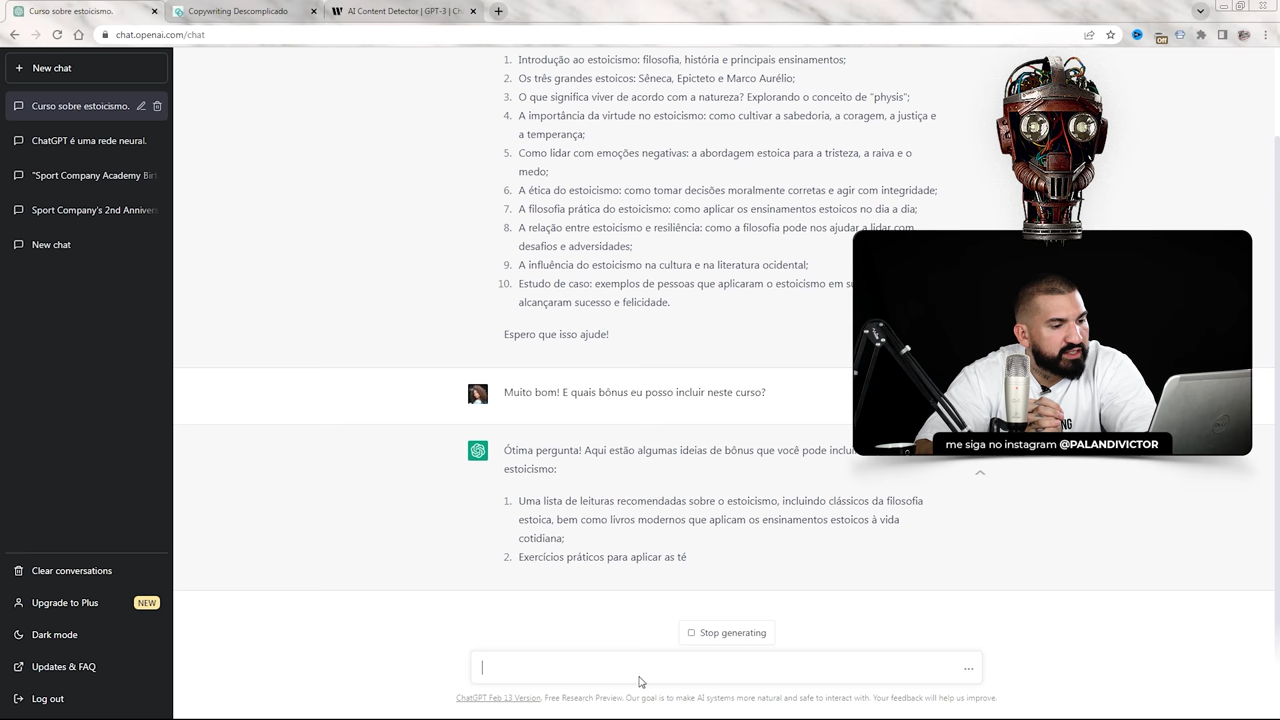 Curso sobre estoicismo.
Copywriting Descomplicado
AI Content Detector | GPT-3 | Ch
chat.openai.com/chat
Off
New chat
Curso sobre estoicismo.
ChatGPT é uma rede neural.
"Sport Company Academy Birt
Sport Company's 2nd Annivers
New chat
Clear conversations
Upgrade to Plus
NEW
Dark mode
Updates & FAQ
Log out
1. Introdução ao estoicismo: filosofia, história e principais ensinamentos;
2. Os três grandes estoicos: Sêneca, Epicteto e Marco Aurélio;
3. O que significa viver de acordo com a natureza? Explorando o conceito de "physis";
4. A importância da virtude no estoicismo: como cultivar a sabedoria, a coragem, a justiça e
a temperança;
5. Como lidar com emoções negativas: a abordagem estoica para a tristeza, a raiva e o
medo;
6. A ética do estoicismo: como tomar decisões moralmente corretas e agir com integridade;
7. A filosofia prática do estoicismo: como aplicar os ensinamentos estoicos no dia a dia;
8. A relação entre estoicismo e resiliência: como a filosofia pode nos ajudar a lidar com
desafios e adversidades;
9. A influência do estoicismo na cultura e na literatura ocidental;
10. Estudo de caso: exemplos de pessoas que aplicaram o estoicismo em su
alcançaram sucesso e felicidade.
Espero que isso ajude!
Muito bom! E quais bônus eu posso incluir neste curso?
Ótima pergunta! Aqui estão algumas ideias de bônus que você pode inclui
estoicismo:
1. Uma lista de leituras recomendadas sobre o estoicismo, incluindo clássicos da filosofia
estoica, bem como livros modernos que aplicam os ensinamentos estoicos à vida
cotidiana;
2. Exercícios práticos para aplicar as té
me siga no instagram @PALANDIVICTOR
Stop generating
...
ChatGPT Feb 13 Version. Free Research Preview. Our goal is to make AI systems more natural and safe to interact with. Your feedback will help us improve.